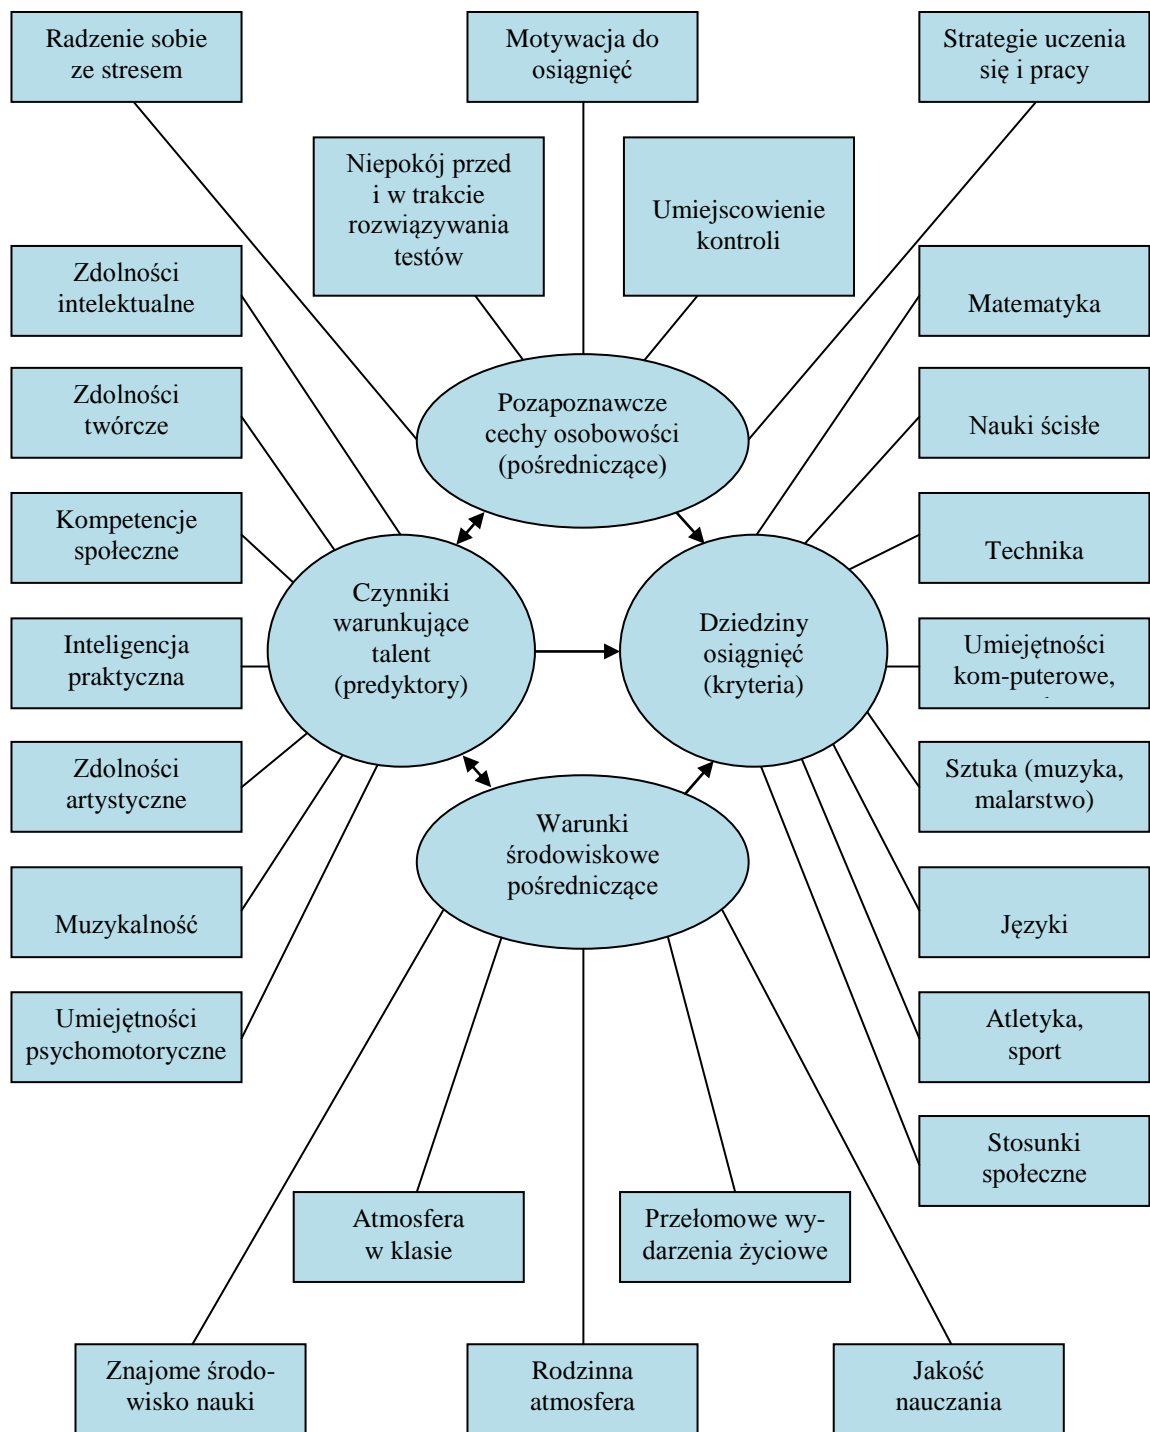 Radzenie sobie
ze stresem
Motywacja do
osiągnięć
Strategie uczenia
się i pracy
Niepokój przed
i w trakcie
rozwiązywania
testów
Umiejscowienie
kontroli
Zdolności
intelektualne
Matematyka
Zdolności
twórcze
Pozapoznawcze
cechy osobowości
(pośredniczące)
Nauki ścisłe
Kompetencje
społeczne
Technika
Czynniki
warunkujące
talent
(predyktory)
Dziedziny
osiągnięć
(kryteria)
Inteligencja
praktyczna
Umiejętności
kom-puterowe,
Zdolności
artystyczne
Sztuka (muzyka,
malarstwo)
Warunki
środowiskowe
pośredniczące
Muzykalność
Języki
Umiejętności
psychomotoryczne
Atletyka,
sport
Stosunki
społeczne
Atmosfera
w klasie
Przełomowe wy-
darzenia życiowe
Znajome środo-
wisko nauki
Rodzinna
atmosfera
Jakość
nauczania